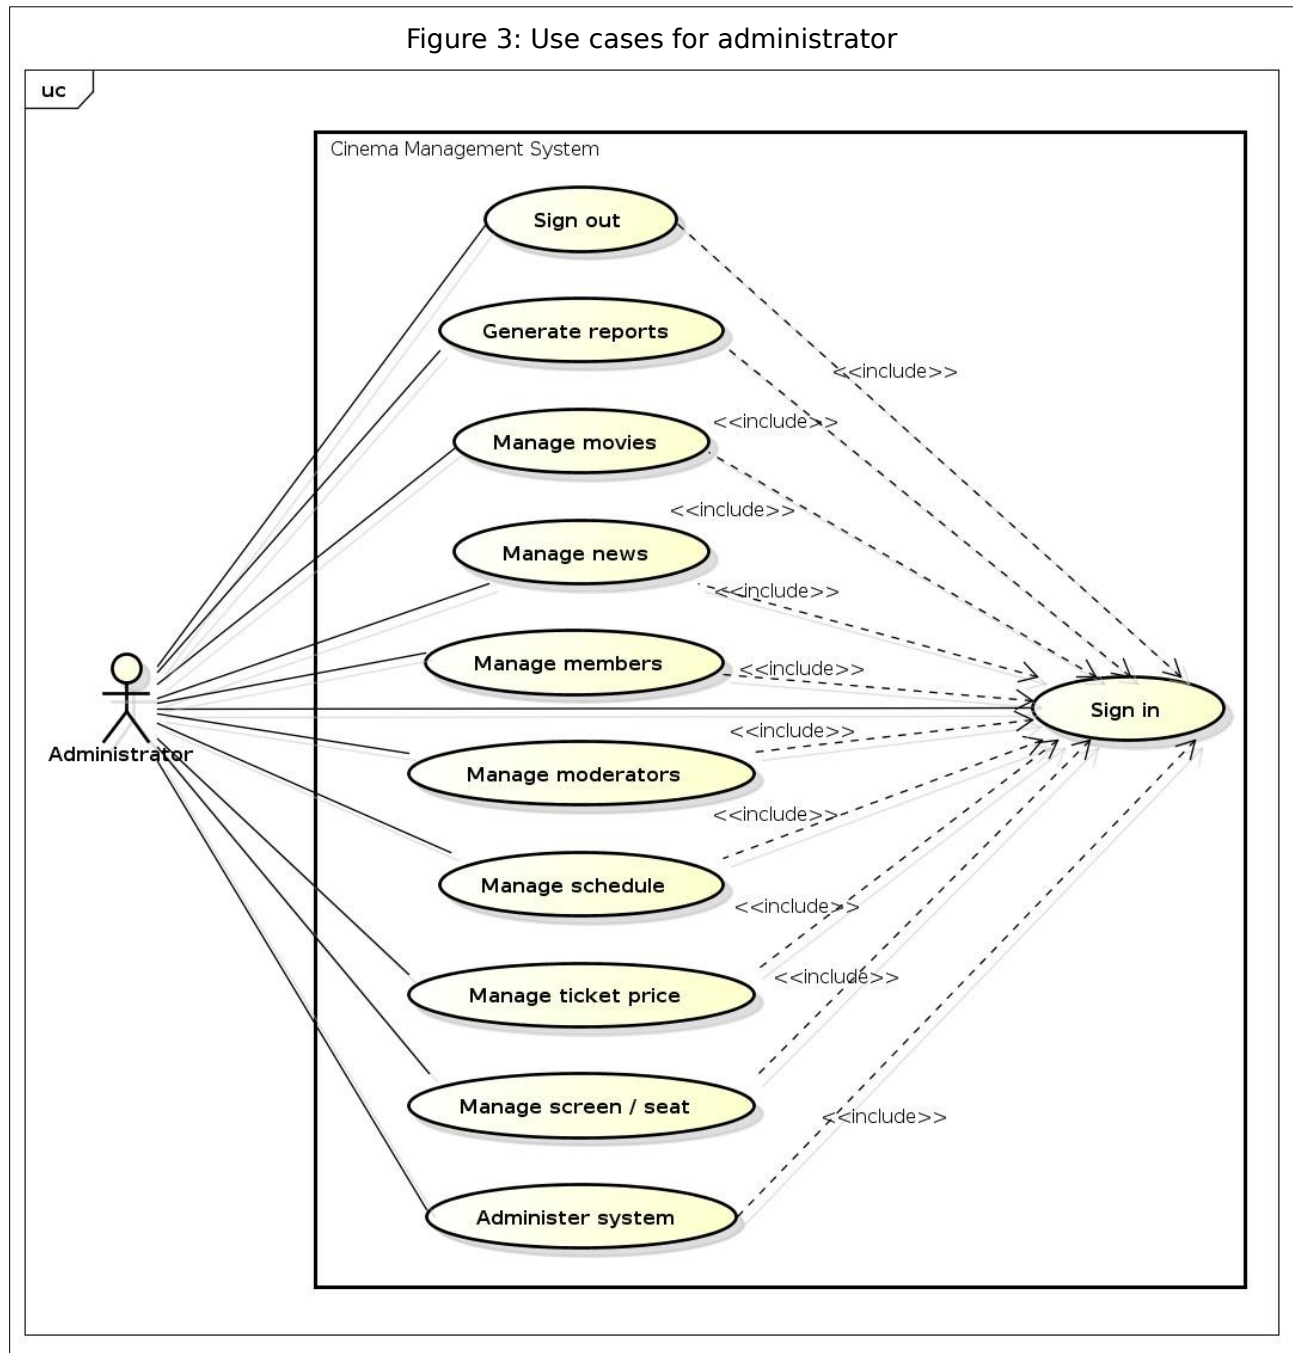 Figure 3: Use cases for administrator
uc
Cinema Management System
Sign out
Generate reports
<<include>>
<<include>>
Manage movies
<<include>>
Manage news
<<include>>
Manage members
<<include>>
Sign in
<<include>>
Administrator
Manage moderators
<<include>>
Manage schedule
<<include>>
Manage ticket price
<<include>>
Manage screen / seat
<<include>>
Administer system